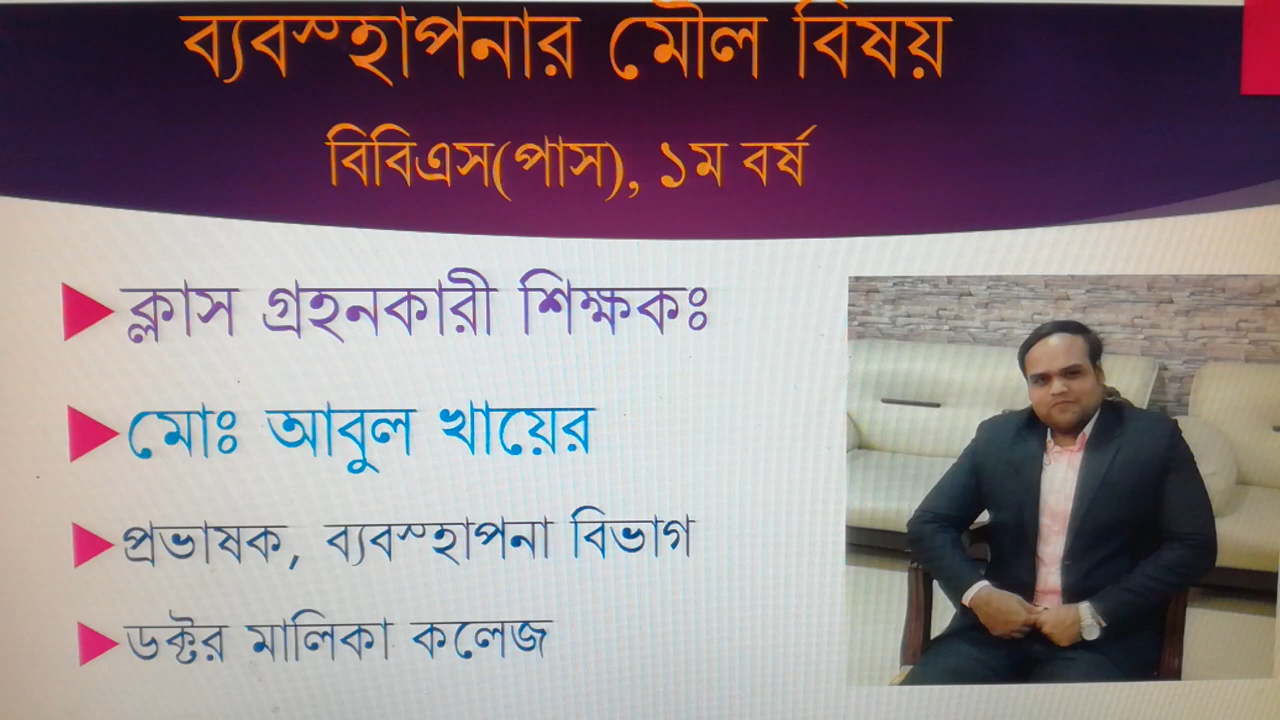 ব্যবস্হাপনার মৌল বিষয়
বিবিএস(পাস), ১ম বর্ষ
ক্লাস গ্রহনকারী শিক্ষকঃ
মোঃ আবুল খায়ের
প্রভাষক, ব্যবস্হাপনা বিভাগ
ডক্টর মালিকা কলেজ